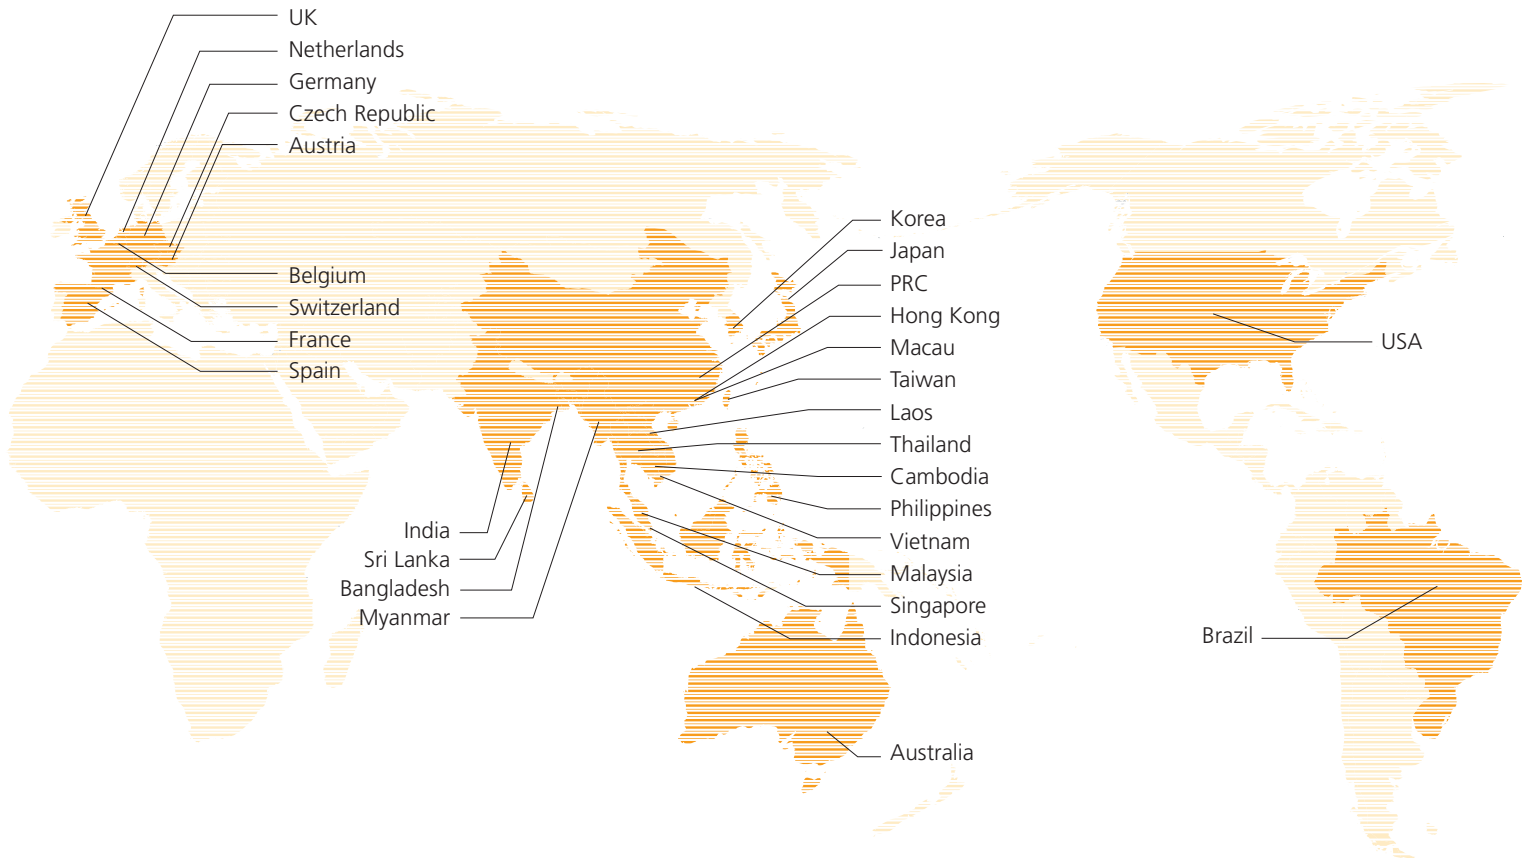 UK
Netherlands
Germany
Czech Republic
Austria
Belgium
Switzerland
France
Spain
India
Sri Lanka
Bangladesh
Myanmar
Korea
Japan
PRC
Hong Kong
Macau
Taiwan
Laos
Thailand
Cambodia
Philippines
Vietnam
Malaysia
Singapore
Indonesia
Australia
USA
Brazil